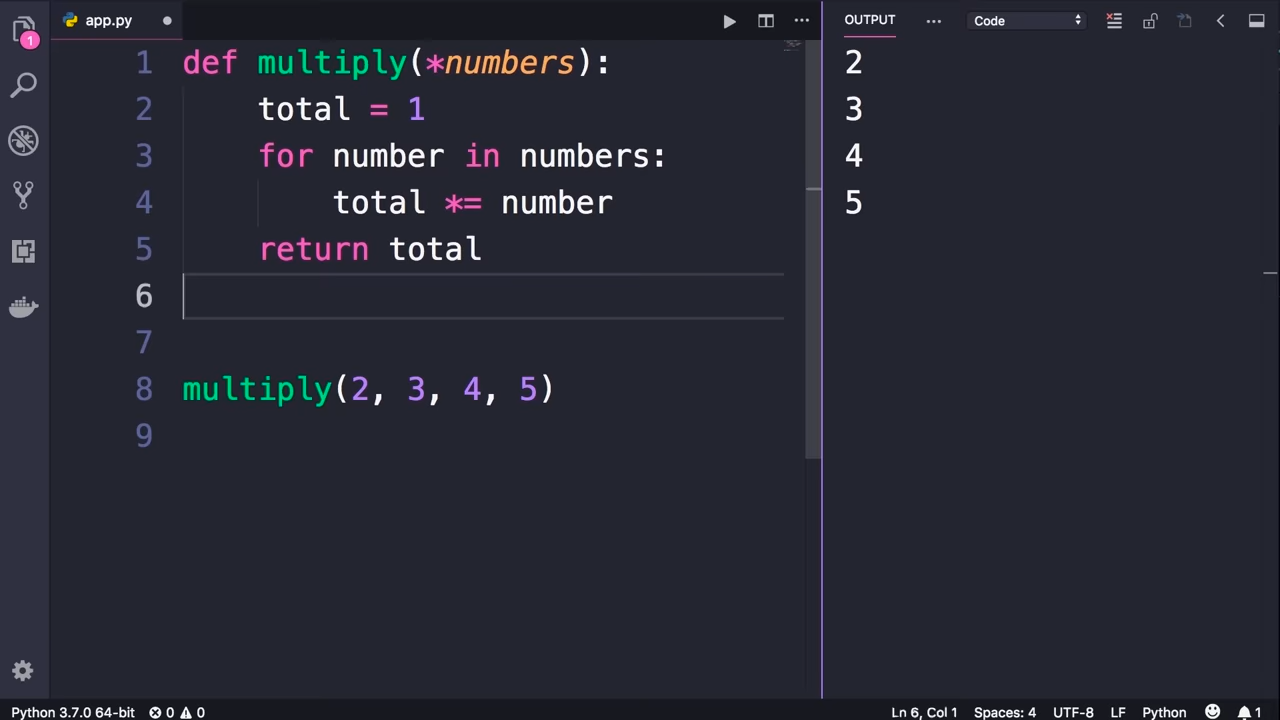 app.py
OUTPUT
Code
1
1 def multiply(*numbers):
2     total = 1
3     for number in numbers:
4         total *= number
5     return total
6
7
8 multiply(2, 3, 4, 5)
9
2
3
4
5
Python 3.7.0 64-bit 0 0 Ln 6, Col 1 Spaces: 4 UTF-8 LF Python 1